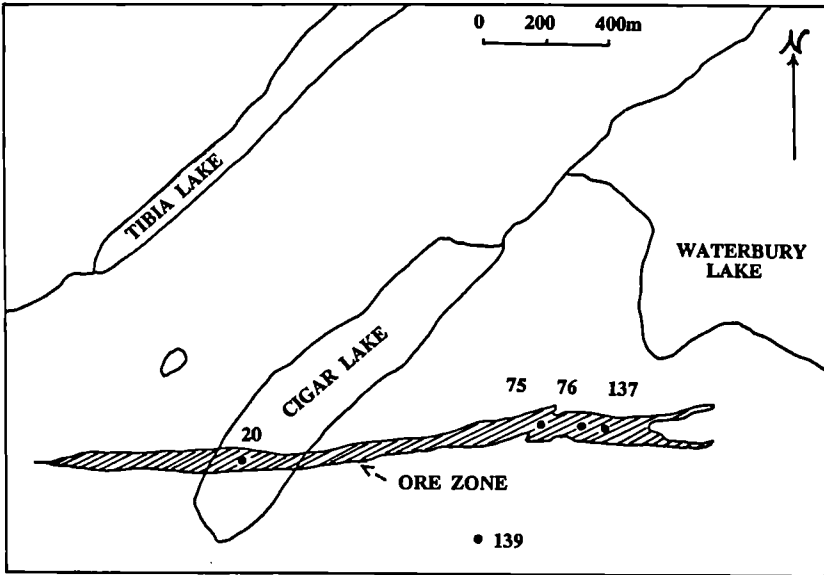 0 200 400m
N
TIBIA LAKE
WATERBURY
LAKE
CIGAR LAKE
75 76 137
20
ORE ZONE
139